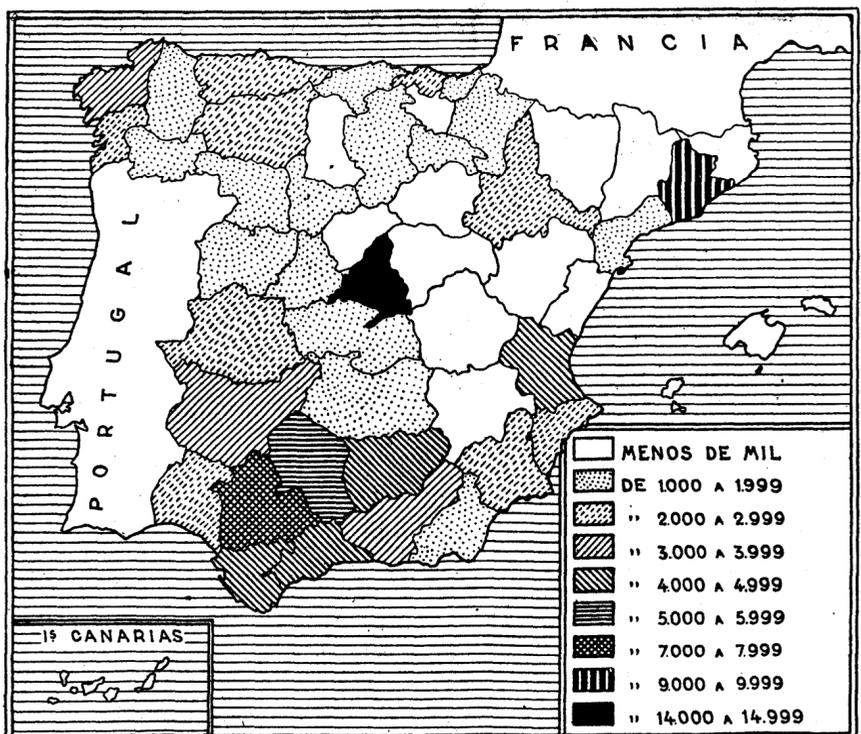 FRANCIA
PORTUGAL
MENOS DE MIL
DE 1.000 A 1.999
" 2.000 A 2.999
" 3.000 A 3.999
" 4.000 A 4.999
" 5.000 A 5.999
" 7.000 A 7.999
" 9.000 A 9.999
" 14.000 A 14.999
Is CANARIAS